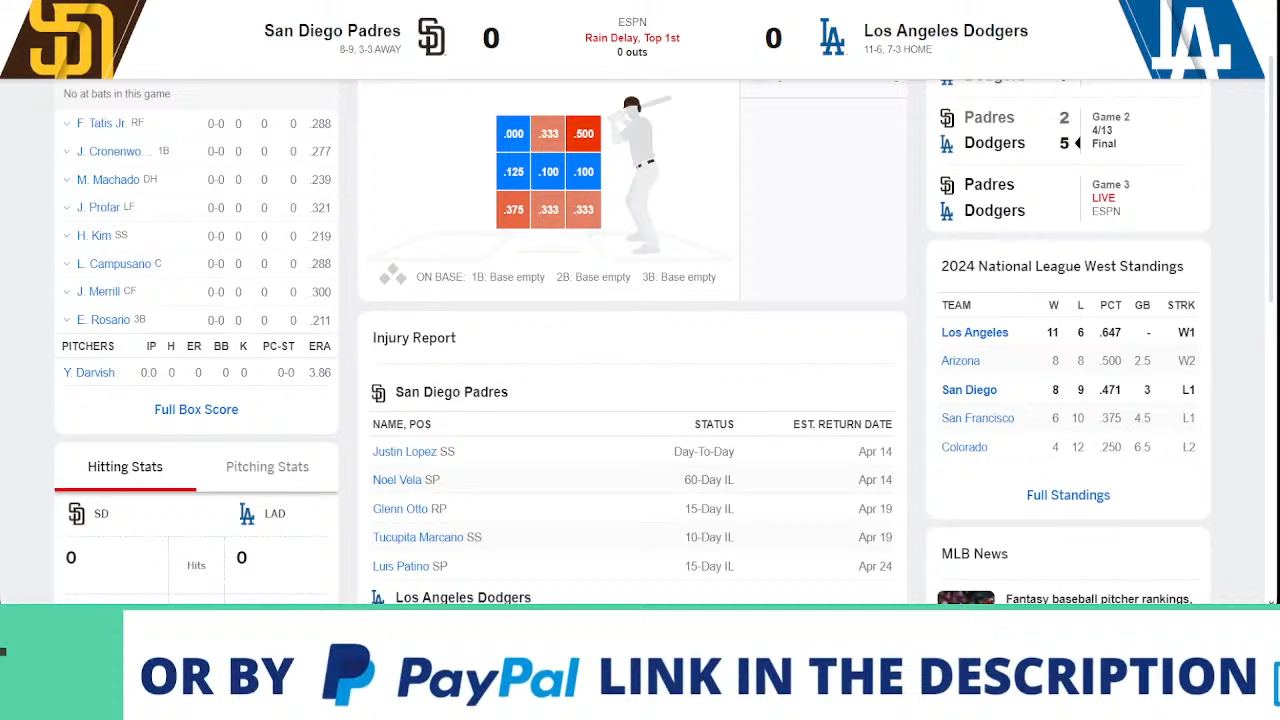 San Diego Padres
8-9, 3-3 AWAY
SD
0
ESPN
Rain Delay, Top 1st
0 outs
0
LA
Los Angeles Dodgers
11-6, 7-3 HOME
No at bats in this game
F. Tatis Jr. RF 0-0 0 0 0 .288
J. Cronenwo... 1B 0-0 0 0 0 .277
M. Machado DH 0-0 0 0 0 .239
J. Profar LF 0-0 0 0 0 .321
H. Kim SS 0-0 0 0 0 .219
L. Campusano C 0-0 0 0 0 .288
J. Merrill CF 0-0 0 0 0 .300
E. Rosario 3B 0-0 0 0 0 .211
PITCHERS IP H ER BB K PC-ST ERA
Y. Darvish 0.0 0 0 0 0 0-0 3.86
Full Box Score
Hitting Stats Pitching Stats
SD LAD
0 Hits 0
.000 .333 .500
.125 .100 .100
.375 .333 .333
ON BASE: 1B: Base empty 2B: Base empty 3B: Base empty
Injury Report
San Diego Padres
NAME, POS STATUS EST. RETURN DATE
Justin Lopez SS Day-To-Day Apr 14
Noel Vela SP 60-Day IL Apr 14
Glenn Otto RP 15-Day IL Apr 19
Tucupita Marcano SS 10-Day IL Apr 19
Luis Patino SP 15-Day IL Apr 24
Los Angeles Dodgers
Padres 2 Game 2
4/13
Dodgers 5 Final
Padres Game 3
LIVE
Dodgers ESPN
2024 National League West Standings
TEAM W L PCT GB STRK
Los Angeles 11 6 .647 - W1
Arizona 8 8 .500 2.5 W2
San Diego 8 9 .471 3 L1
San Francisco 6 10 .375 4.5 L1
Colorado 4 12 .250 6.5 L2
Full Standings
MLB News
Fantasy baseball pitcher rankings,
OR BY PayPal LINK IN THE DESCRIPTION